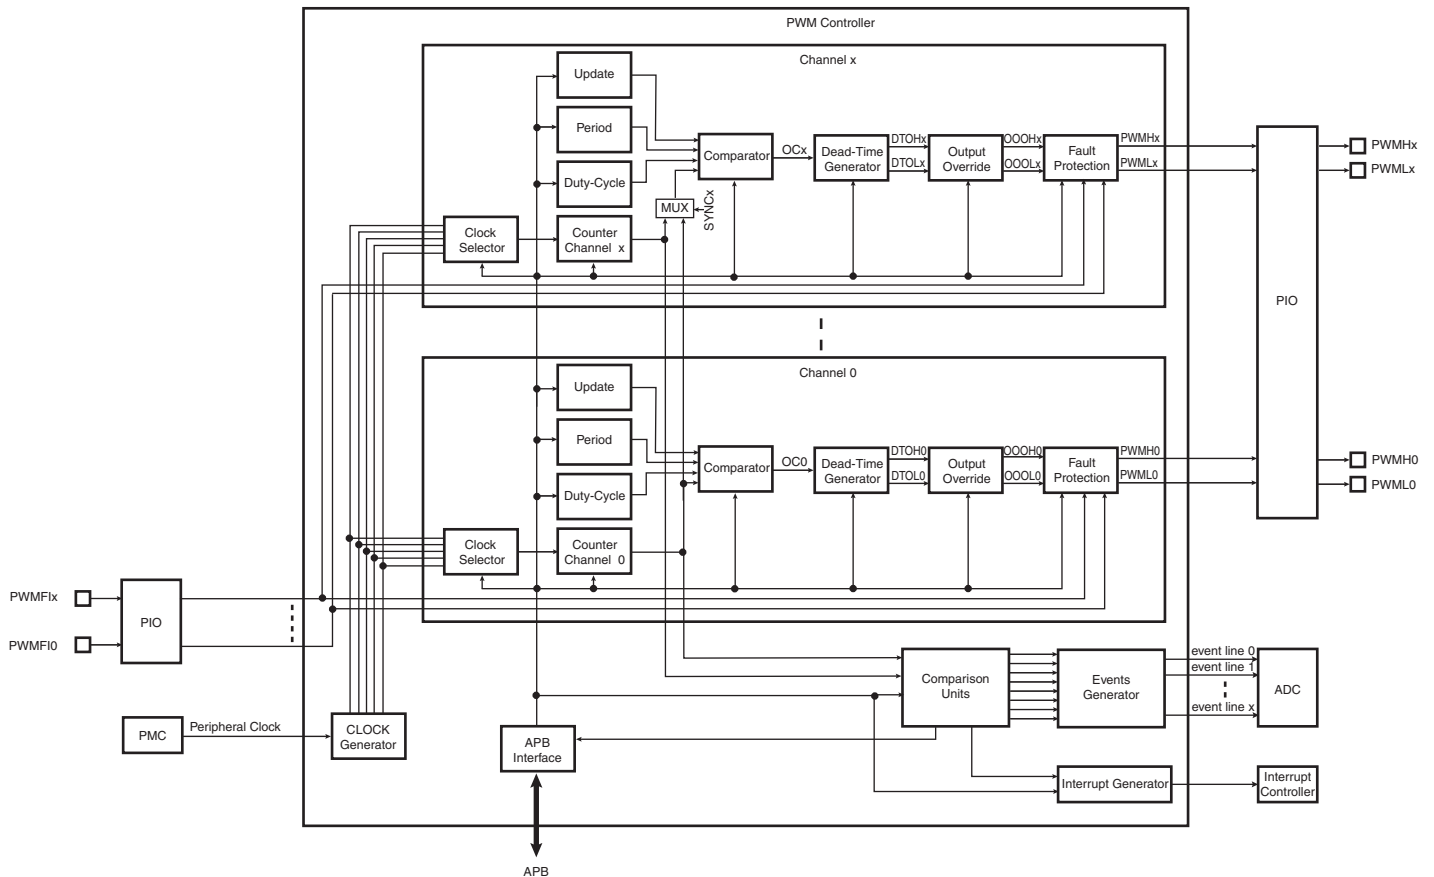 PWM Controller
Channel x
Update
Period
Duty-Cycle
Comparator
OCx
Dead-Time
Generator
DTOHx
DTOLx
Output
Override
OOOHx
OOOLx
Fault
Protection
PWMHx
PWMLx
PWMHx
PWMLx
MUX
SYNCx
Clock
Selector
Counter
Channel x
PIO
Channel 0
Update
Period
Duty-Cycle
Comparator
OC0
Dead-Time
Generator
DTOH0
DTOL0
Output
Override
OOOH0
OOOL0
Fault
Protection
PWMH0
PWML0
PWMH0
PWML0
Clock
Selector
Counter
Channel 0
PWMFIx
PWMFI0
PIO
PMC
Peripheral Clock
CLOCK
Generator
APB
Interface
APB
Comparison
Units
Events
Generator
event line 0
event line 1
event line x
ADC
Interrupt Generator
Interrupt
Controller